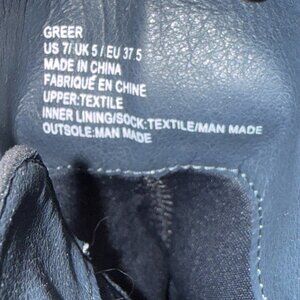 GREER
US 7/ UK 5 / EU 37.5
MADE IN CHINA
FABRIQUÉ EN CHINE
UPPER:TEXTILE
INNER LINING/SOCK:TEXTILE/MAN MADE
OUTSOLE:MAN MADE